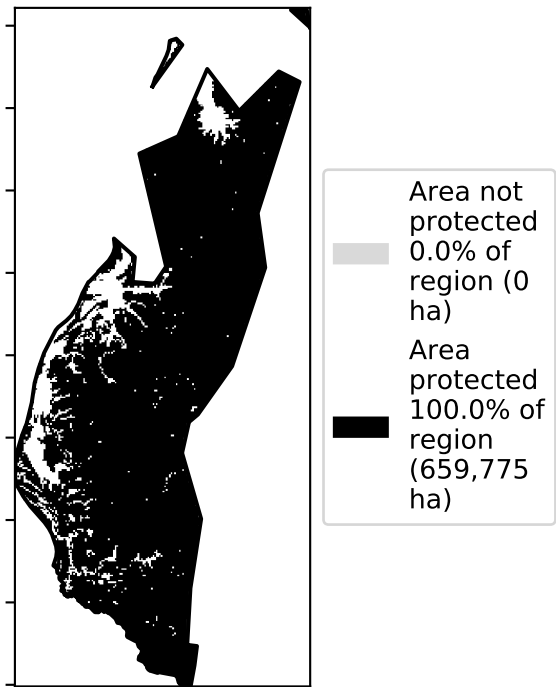 Area not
protected
0.0% of
region (0
ha)
Area
protected
100.0% of
region
(659,775
ha)